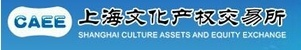 CAEE
上海文化产权交易所
SHANGHAI CULTURE ASSETS AND EQUITY EXCHANGE